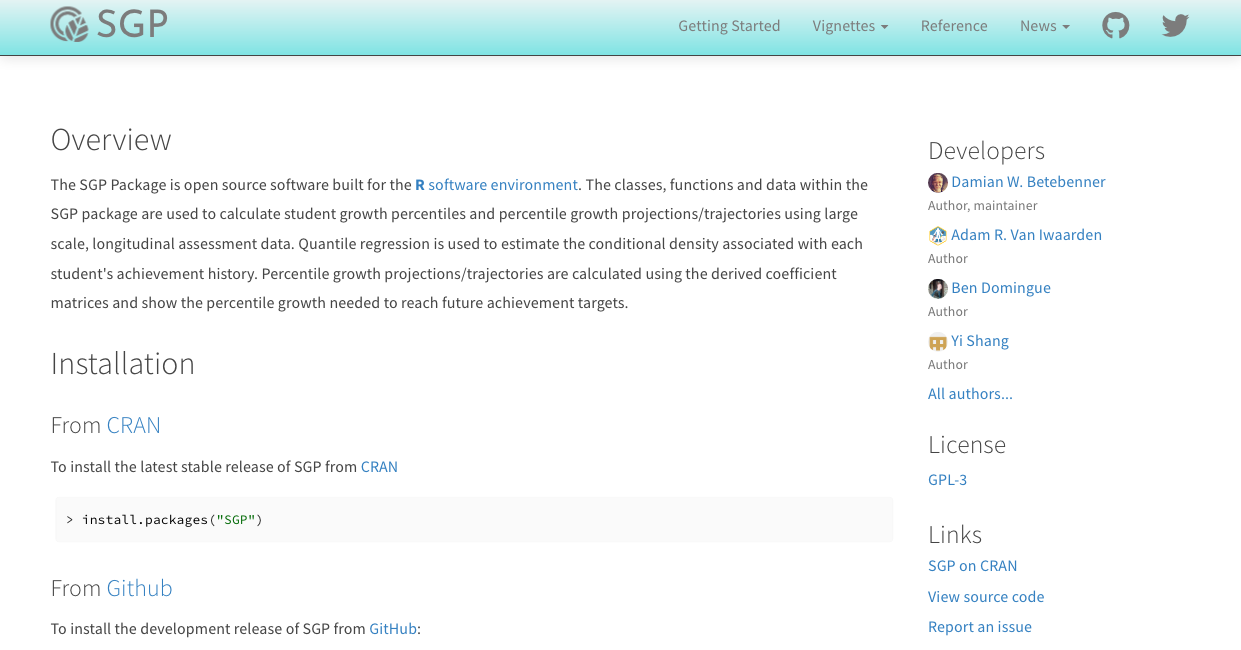 SGP
Getting Started Vignettes Reference News
Overview
The SGP Package is open source software built for the R software environment. The classes, functions and data within the
SGP package are used to calculate student growth percentiles and percentile growth projections/trajectories using large
scale, longitudinal assessment data. Quantile regression is used to estimate the conditional density associated with each
student's achievement history. Percentile growth projections/trajectories are calculated using the derived coefficient
matrices and show the percentile growth needed to reach future achievement targets.
Installation
From CRAN
To install the latest stable release of SGP from CRAN
> install.packages("SGP")
From Github
To install the development release of SGP from GitHub:
Developers
Damian W. Betebenner
Author, maintainer
Adam R. Van Iwaarden
Author
Ben Domingue
Author
Yi Shang
Author
All authors...
License
GPL-3
Links
SGP on CRAN
View source code
Report an issue